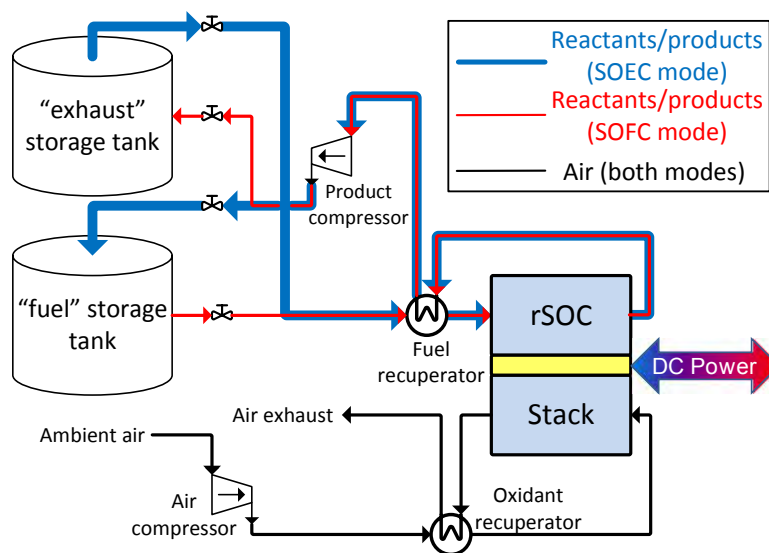 Reactants/products
(SOEC mode)
Reactants/products
(SOFC mode)
Air (both modes)
“exhaust”
storage tank
Product
compressor
“fuel” storage
tank
Fuel
recuperator
rSOC
DC Power
Stack
Air exhaust
Ambient air
Air
compressor
Oxidant
recuperator